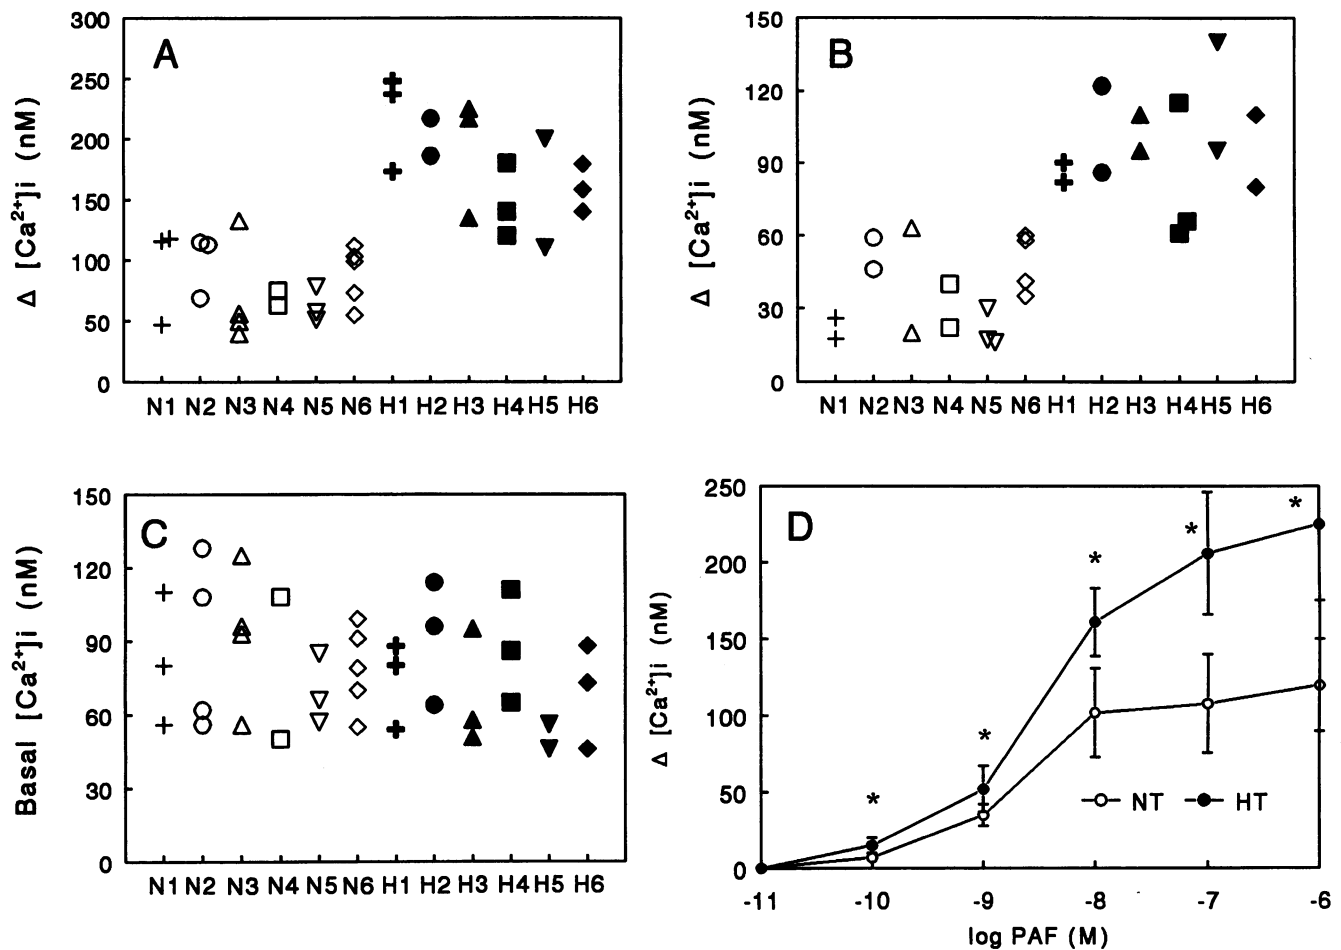 A
Δ [Ca²⁺]i (nM)
300
250
200
150
100
50
0
N1 N2 N3 N4 N5 N6 H1 H2 H3 H4 H5 H6
B
Δ [Ca²⁺]i (nM)
150
120
90
60
30
0
N1 N2 N3 N4 N5 N6 H1 H2 H3 H4 H5 H6
C
Basal [Ca²⁺]i (nM)
150
120
90
60
30
0
N1 N2 N3 N4 N5 N6 H1 H2 H3 H4 H5 H6
D
Δ [Ca²⁺]i (nM)
250
200
150
100
50
0
* * * * *
NT HT
-11 -10 -9 -8 -7 -6
log PAF (M)